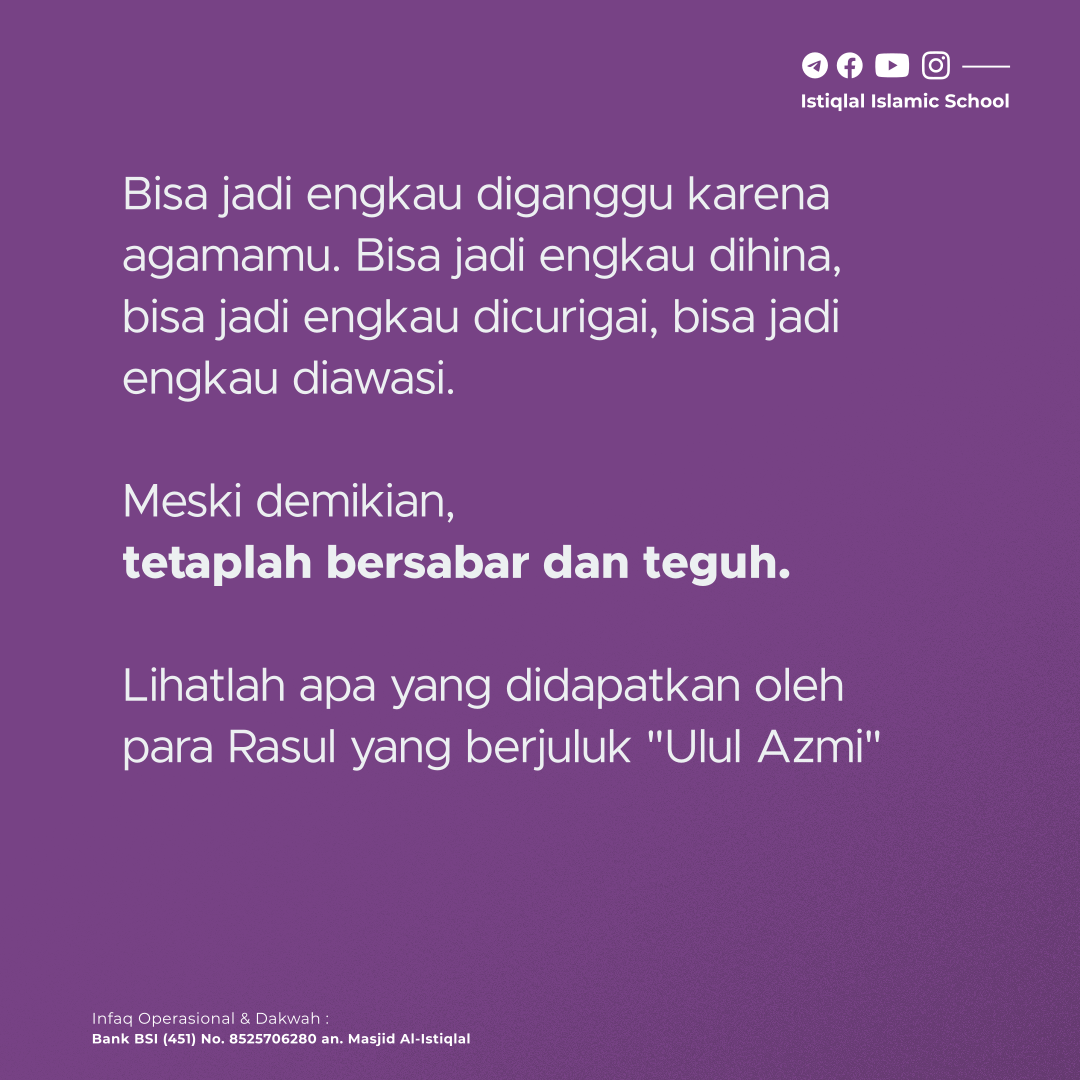 Istiqlal Islamic School
Bisa jadi engkau diganggu karena
agamamu. Bisa jadi engkau dihina,
bisa jadi engkau dicurigai, bisa jadi
engkau diawasi.
Meski demikian,
tetaplah bersabar dan teguh.
Lihatlah apa yang didapatkan oleh
para Rasul yang berjuluk "Ulul Azmi"
Infaq Operasional & Dakwah :
Bank BSI (451) No. 8525706280 an. Masjid Al-Istiqlal